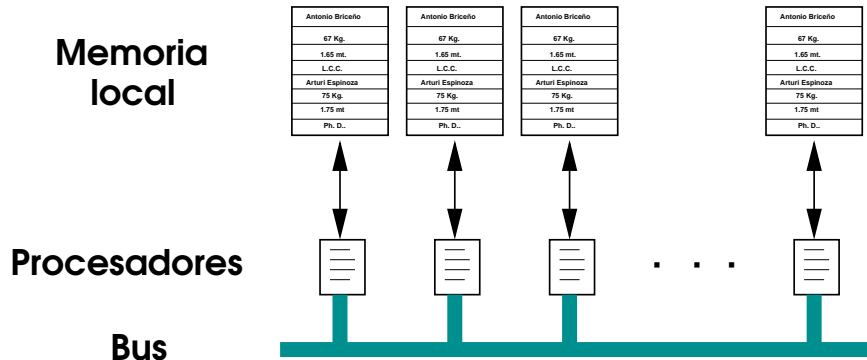 Memoria
local
Antonio Briceño
67 Kg.
1.65 mt.
L.C.C.
Arturi Espinoza
75 Kg.
1.75 mt
Ph. D..
Antonio Briceño
67 Kg.
1.65 mt.
L.C.C.
Arturi Espinoza
75 Kg.
1.75 mt
Ph. D..
Antonio Briceño
67 Kg.
1.65 mt.
L.C.C.
Arturi Espinoza
75 Kg.
1.75 mt
Ph. D..
Antonio Briceño
67 Kg.
1.65 mt.
L.C.C.
Arturi Espinoza
75 Kg.
1.75 mt
Ph. D..
Procesadores
. . .
Bus